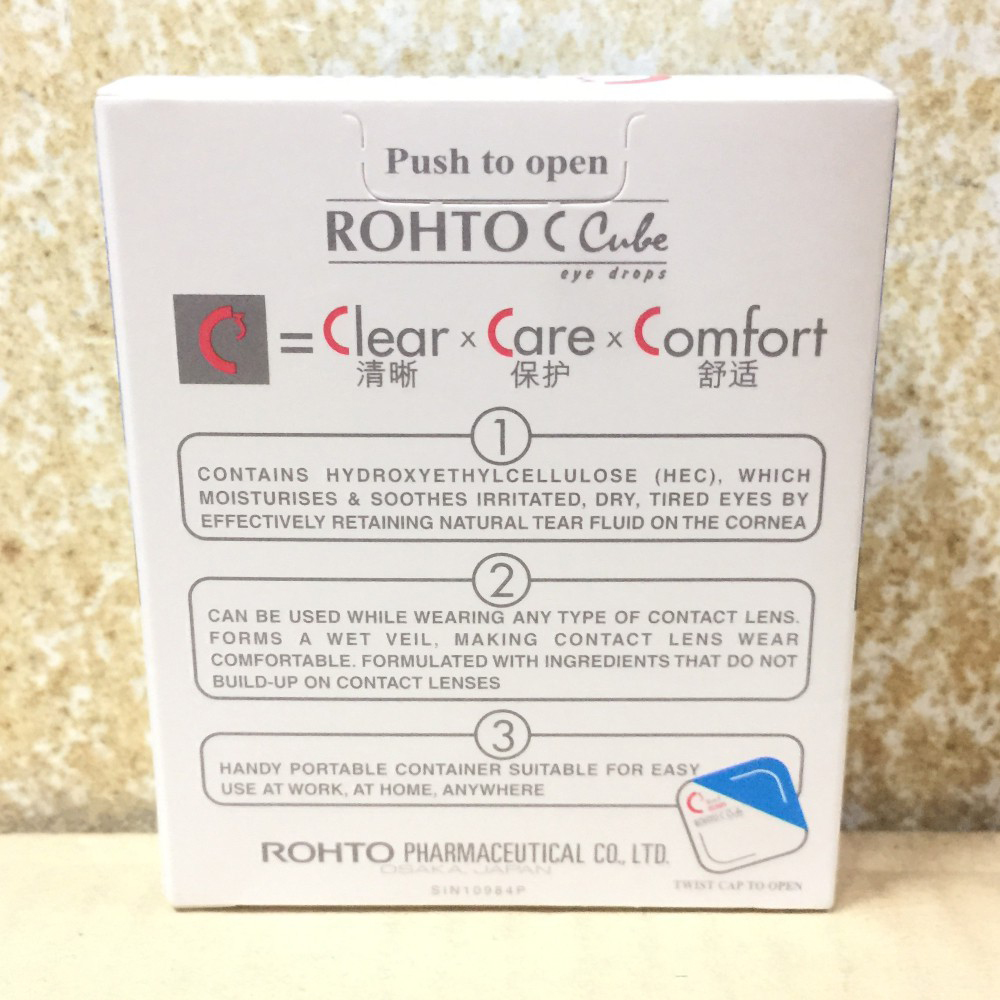 Push to open
ROHTO C Cube
eye drops
C3 = Clear x Care x Comfort
清晰 保护 舒适
1
CONTAINS HYDROXYETHYLCELLULOSE (HEC), WHICH
MOISTURISES & SOOTHES IRRITATED, DRY, TIRED EYES BY
EFFECTIVELY RETAINING NATURAL TEAR FLUID ON THE CORNEA
2
CAN BE USED WHILE WEARING ANY TYPE OF CONTACT LENS.
FORMS A WET VEIL, MAKING CONTACT LENS WEAR
COMFORTABLE. FORMULATED WITH INGREDIENTS THAT DO NOT
BUILD-UP ON CONTACT LENSES
3
HANDY PORTABLE CONTAINER SUITABLE FOR EASY
USE AT WORK, AT HOME, ANYWHERE
ROHTO PHARMACEUTICAL CO., LTD.
OSAKA, JAPAN
SIN10984P
TWIST CAP TO OPEN